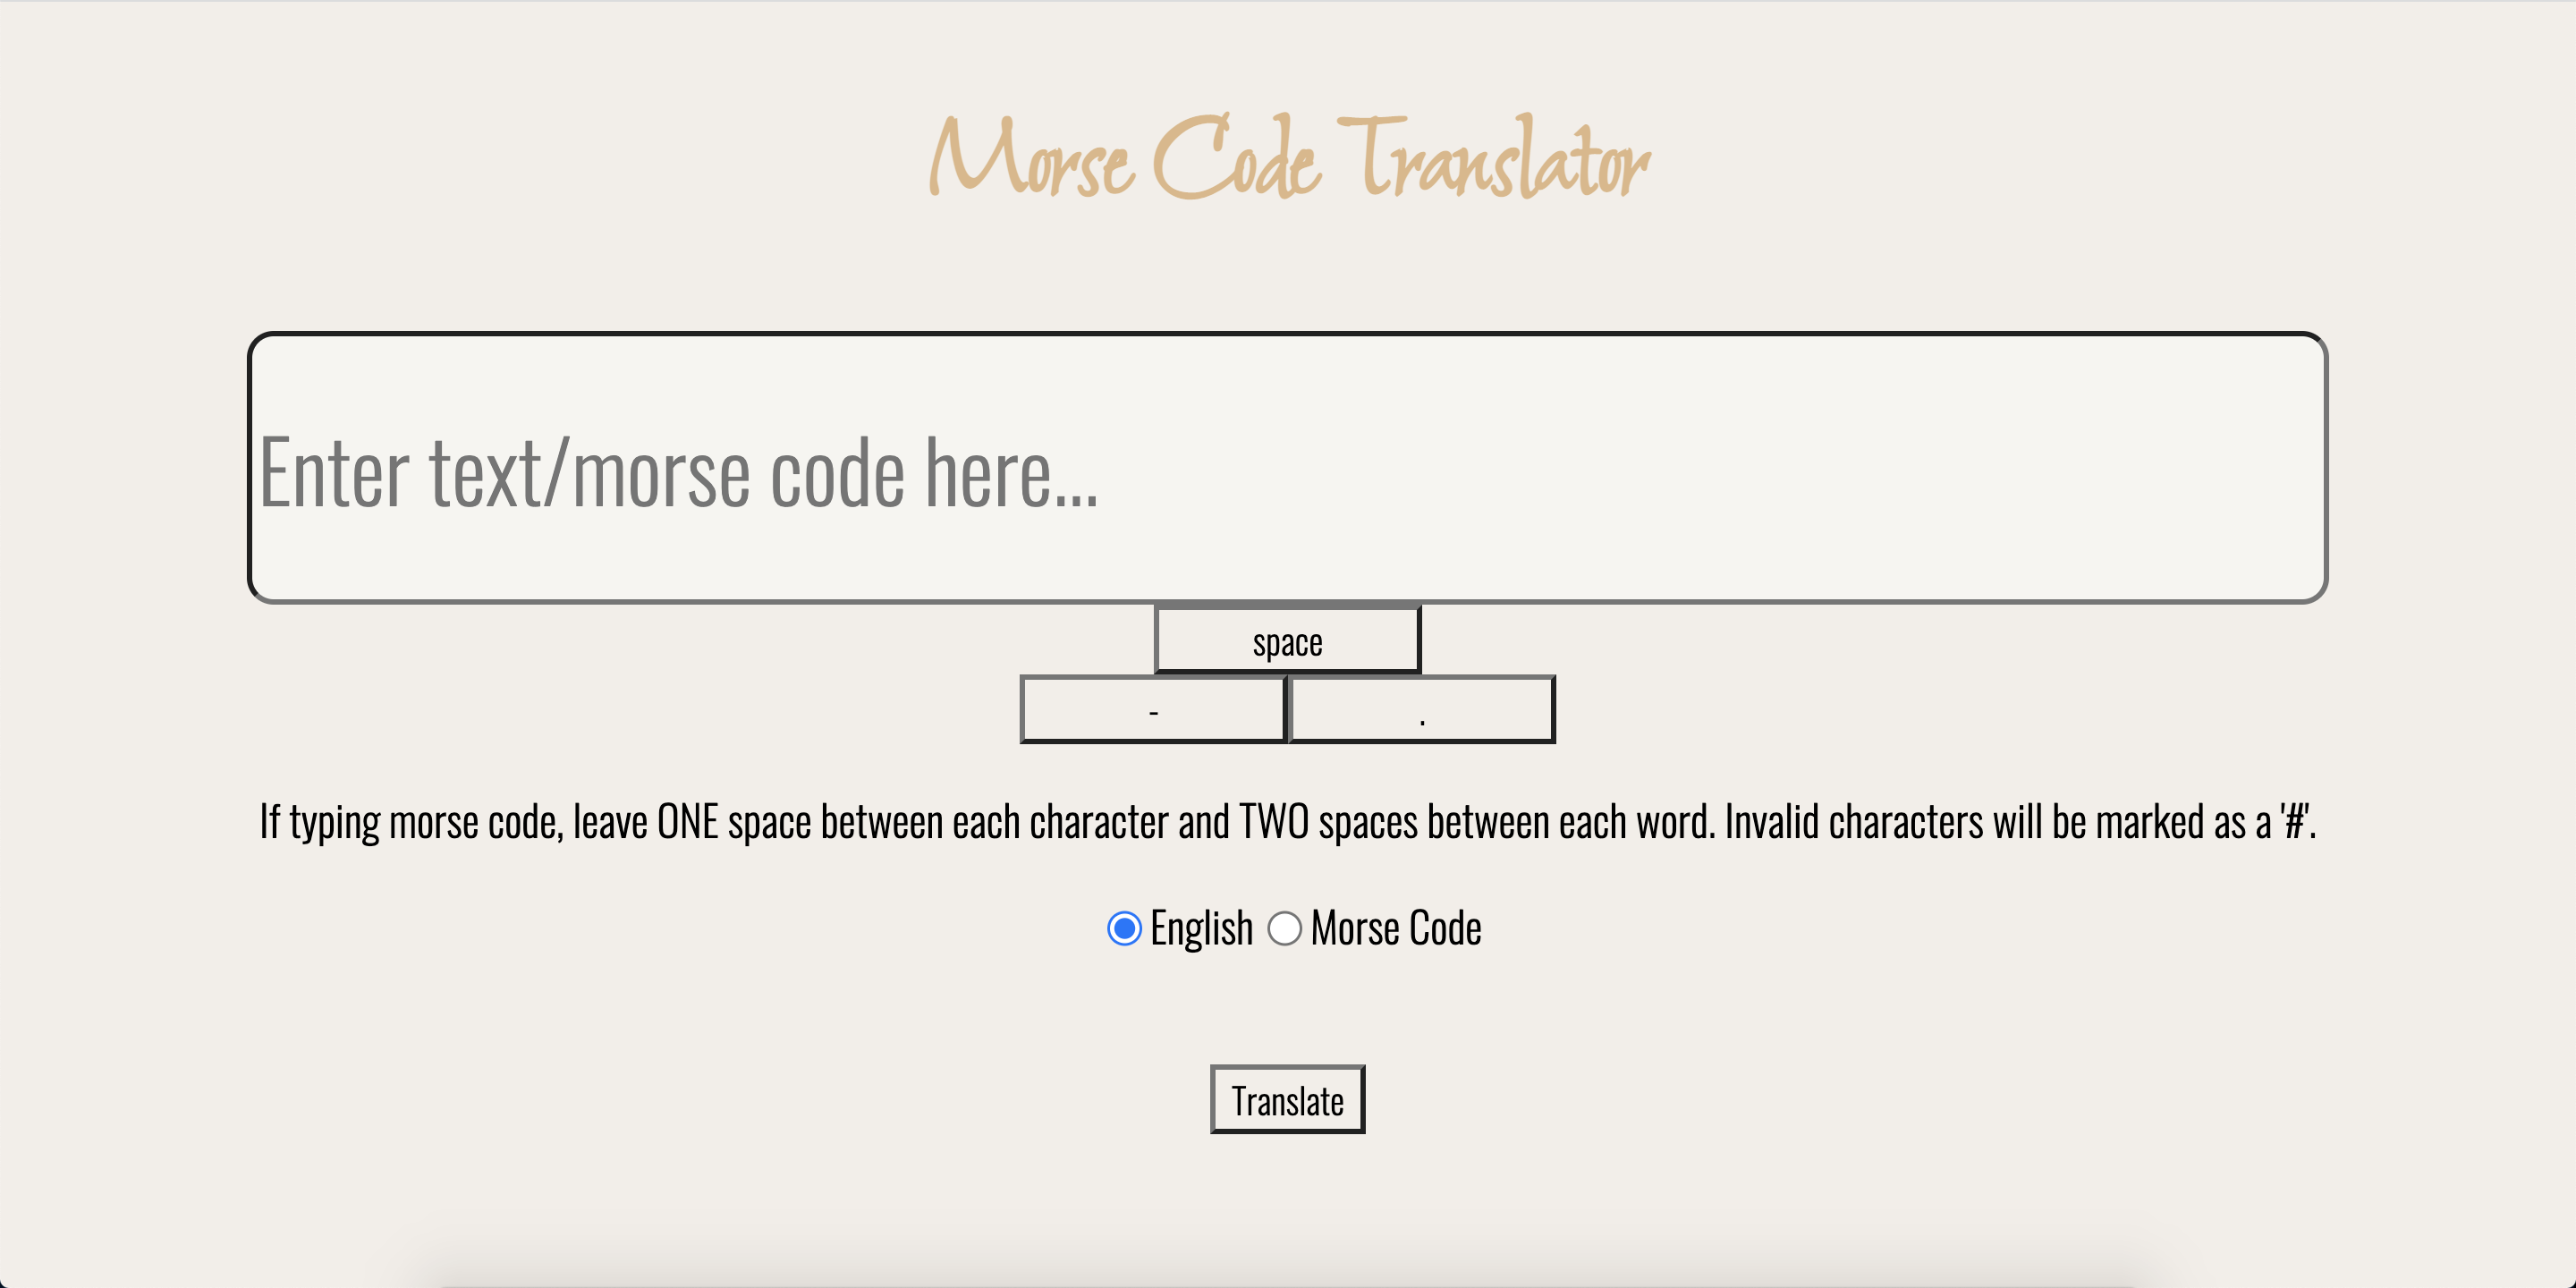 Morse Code Translator
Enter text/morse code here...
space
- .
If typing morse code, leave ONE space between each character and TWO spaces between each word. Invalid characters will be marked as a '#'.
English Morse Code
Translate